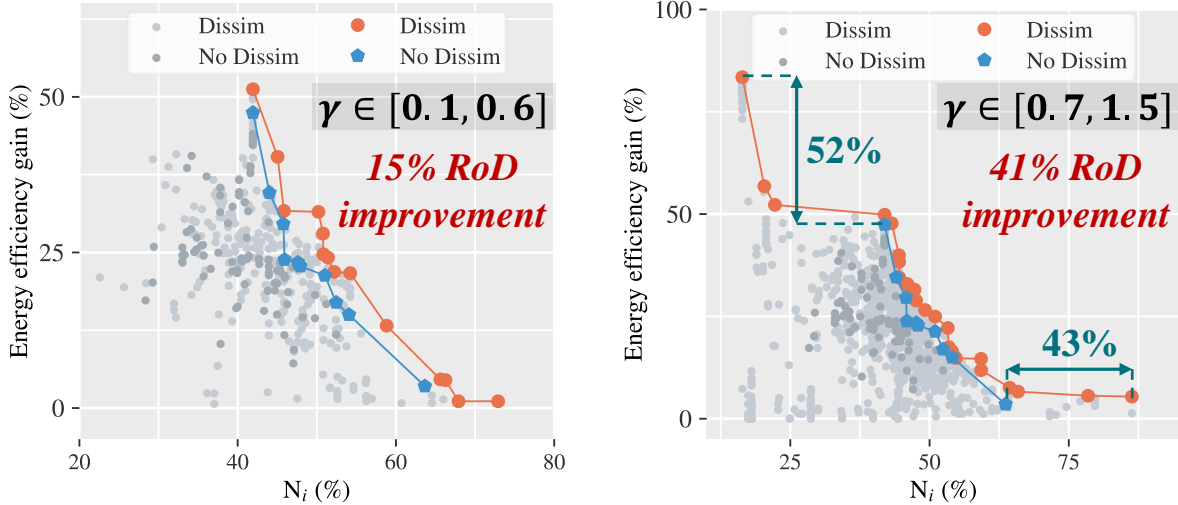 Dissim
Dissim
No Dissim
No Dissim
γ ∈ [0.1, 0.6]
15% RoD
improvement
Energy efficiency gain (%)
50
25
0
20
40
60
80
N_i (%)
Dissim
Dissim
No Dissim
No Dissim
γ ∈ [0.7, 1.5]
52%
41% RoD
improvement
43%
Energy efficiency gain (%)
100
50
0
25
50
75
N_i (%)